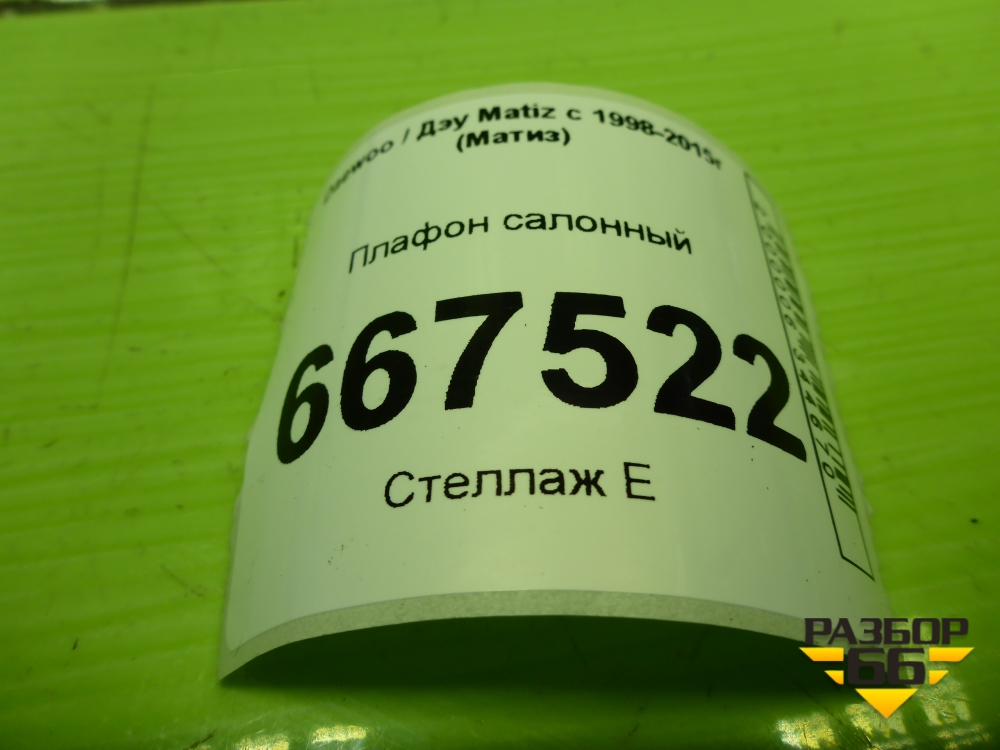 Daewoo / Дэу Matiz с 1998-2015г
(Матиз)
Плафон салонный
667522
Стеллаж Е
РАЗБОР
66